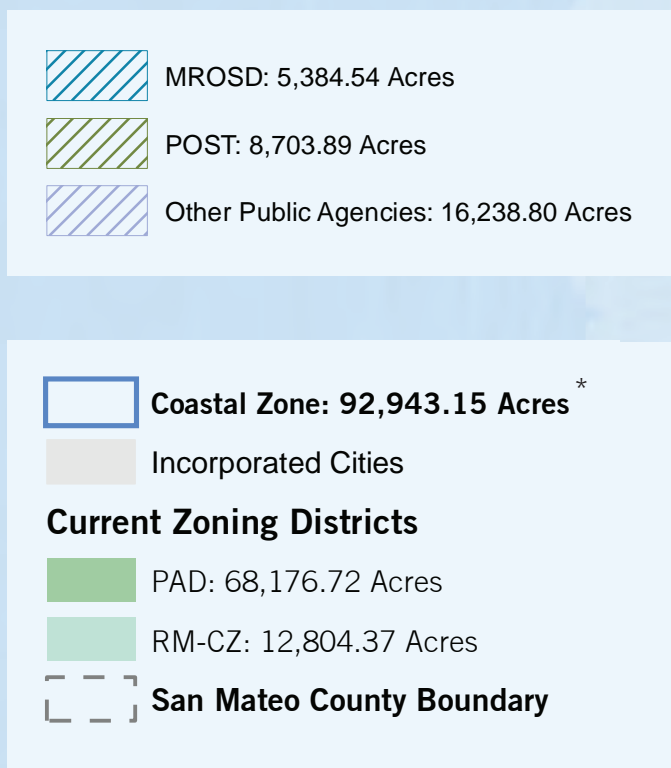 MROSD: 5,384.54 Acres
POST: 8,703.89 Acres
Other Public Agencies: 16,238.80 Acres
Coastal Zone: 92,943.15 Acres*
Incorporated Cities
Current Zoning Districts
PAD: 68,176.72 Acres
RM-CZ: 12,804.37 Acres
San Mateo County Boundary